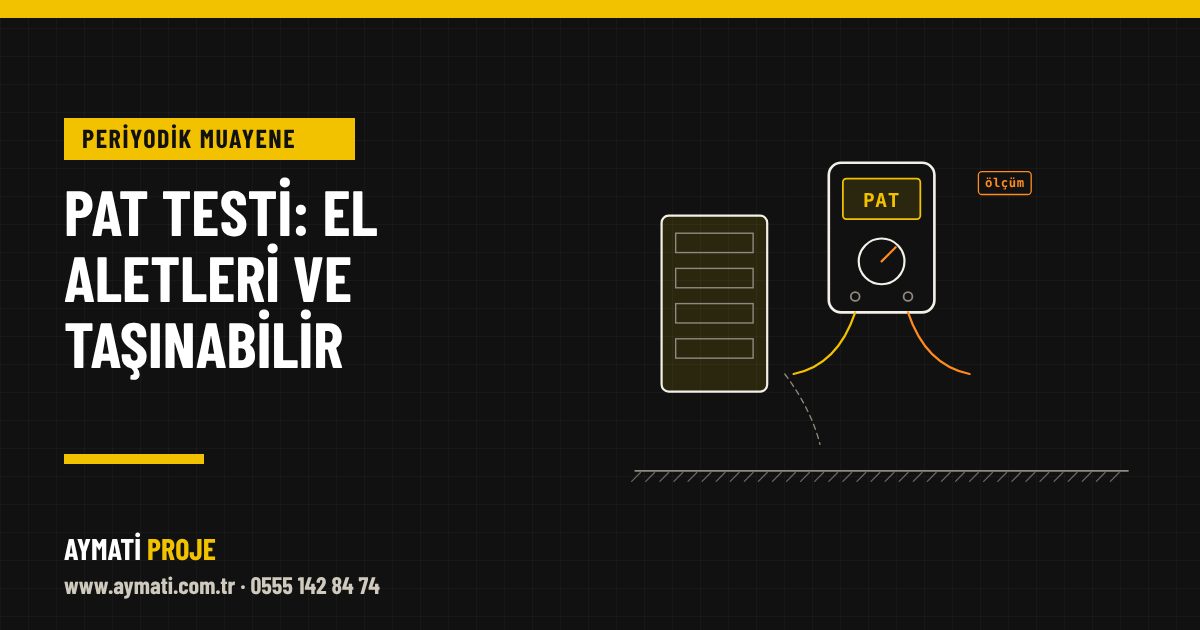 PERİYODİK MUAYENE
PAT TESTİ: EL
ALETLERİ VE
TAŞINABİLİR
AYMATİ PROJE
www.aymati.com.tr · 0555 142 84 74
PAT
ölçüm